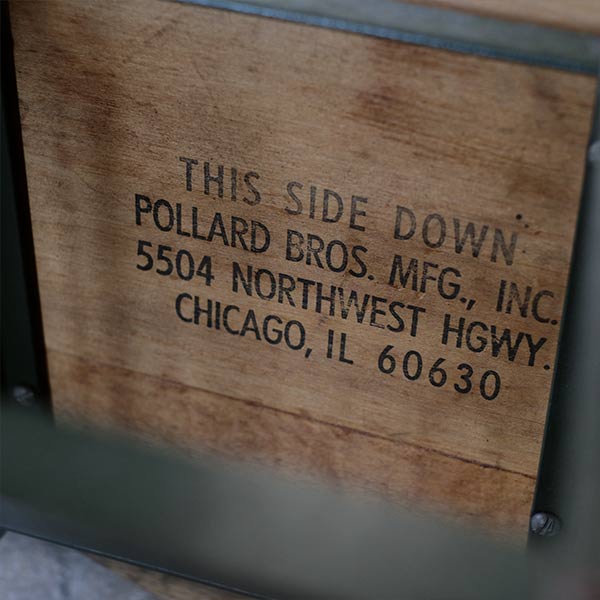 THIS SIDE DOWN
POLLARD BROS. MFG., INC.
5504 NORTHWEST HGWY.
CHICAGO, IL 60630